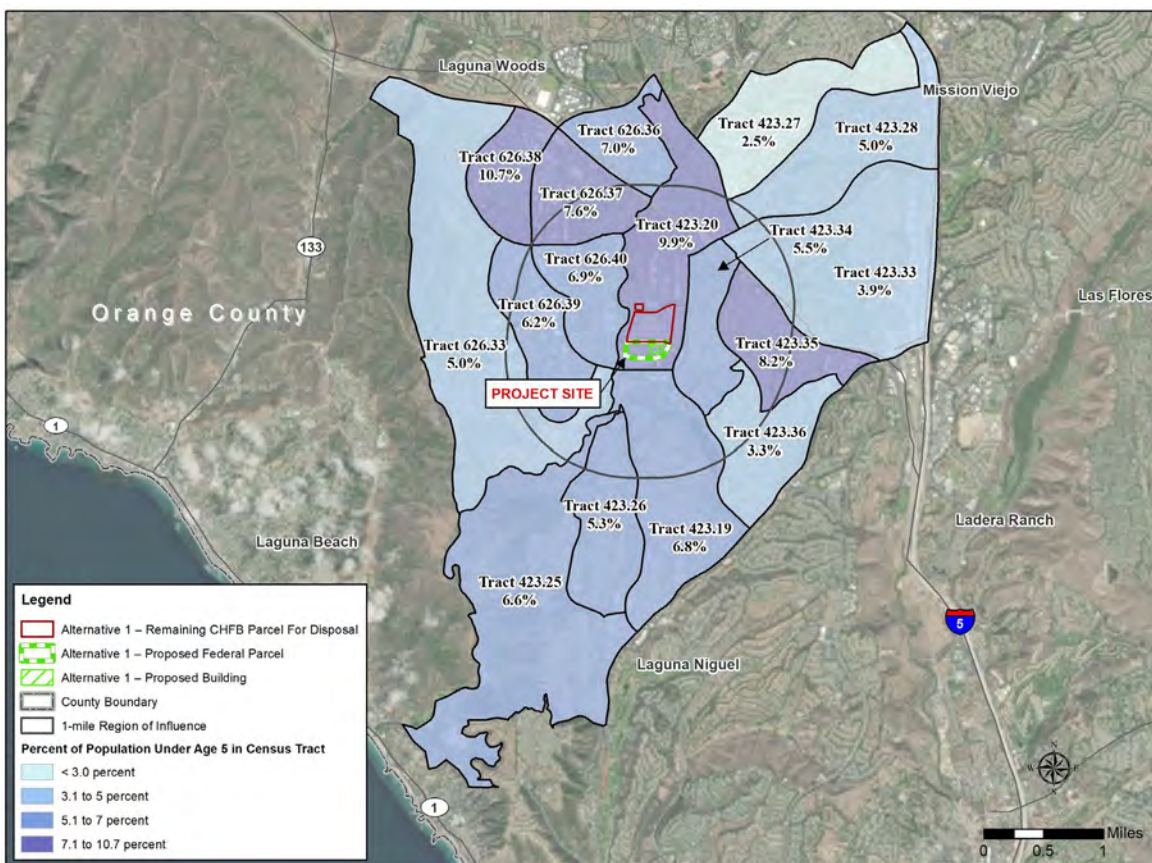 Laguna Woods
Mission Viejo
Tract 423.27
2.5%
Tract 423.28
5.0%
Tract 626.36
7.0%
Tract 626.38
10.7%
Tract 626.37
7.6%
Tract 423.20
9.9%
Tract 423.34
5.5%
133
Tract 626.40
6.9%
Tract 423.33
3.9%
Las Flores
Orange County
Tract 626.39
6.2%
Tract 626.33
5.0%
Tract 423.35
8.2%
PROJECT SITE
1
Tract 423.36
3.3%
Tract 423.26
5.3%
Tract 423.19
6.8%
Ladera Ranch
Laguna Beach
Tract 423.25
6.6%
5
Laguna Niguel
Legend
Alternative 1 – Remaining CHFB Parcel For Disposal
Alternative 1 – Proposed Federal Parcel
Alternative 1 – Proposed Building
County Boundary
1-mile Region of Influence
Percent of Population Under Age 5 in Census Tract
< 3.0 percent
3.1 to 5 percent
5.1 to 7 percent
7.1 to 10.7 percent
1
N
W E
S
Miles
0 0.5 1